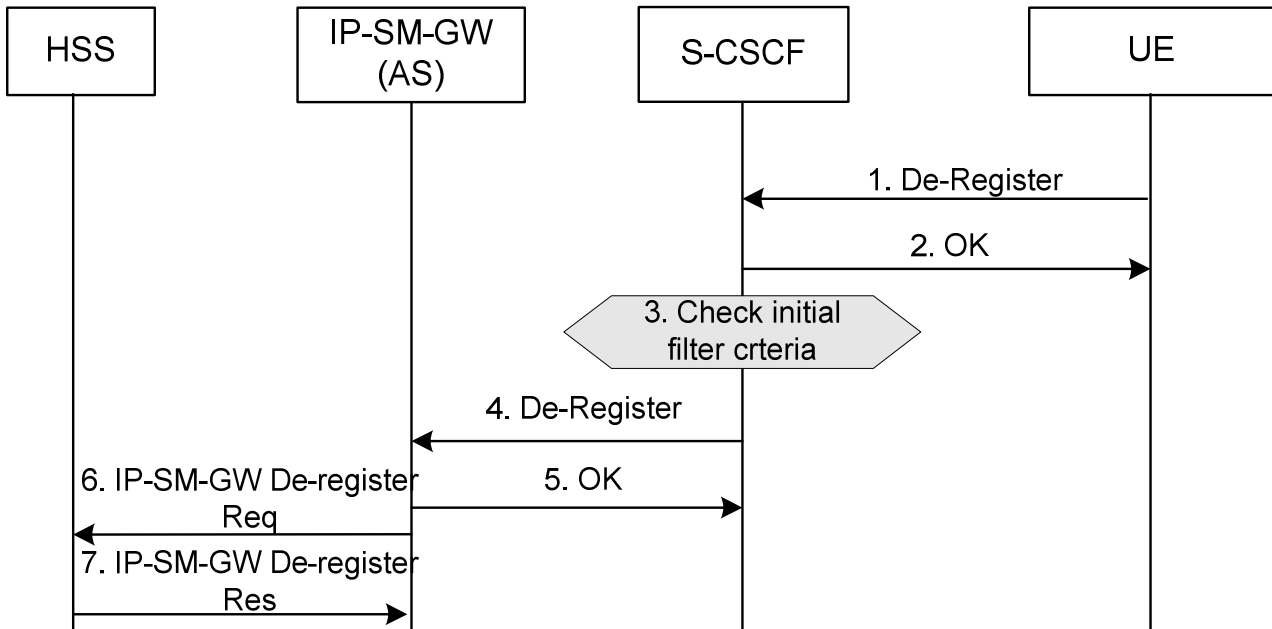 HSS
IP-SM-GW
(AS)
S-CSCF
UE
1. De-Register
2. OK
3. Check initial
filter crteria
4. De-Register
5. OK
6. IP-SM-GW De-register
Req
7. IP-SM-GW De-register
Res